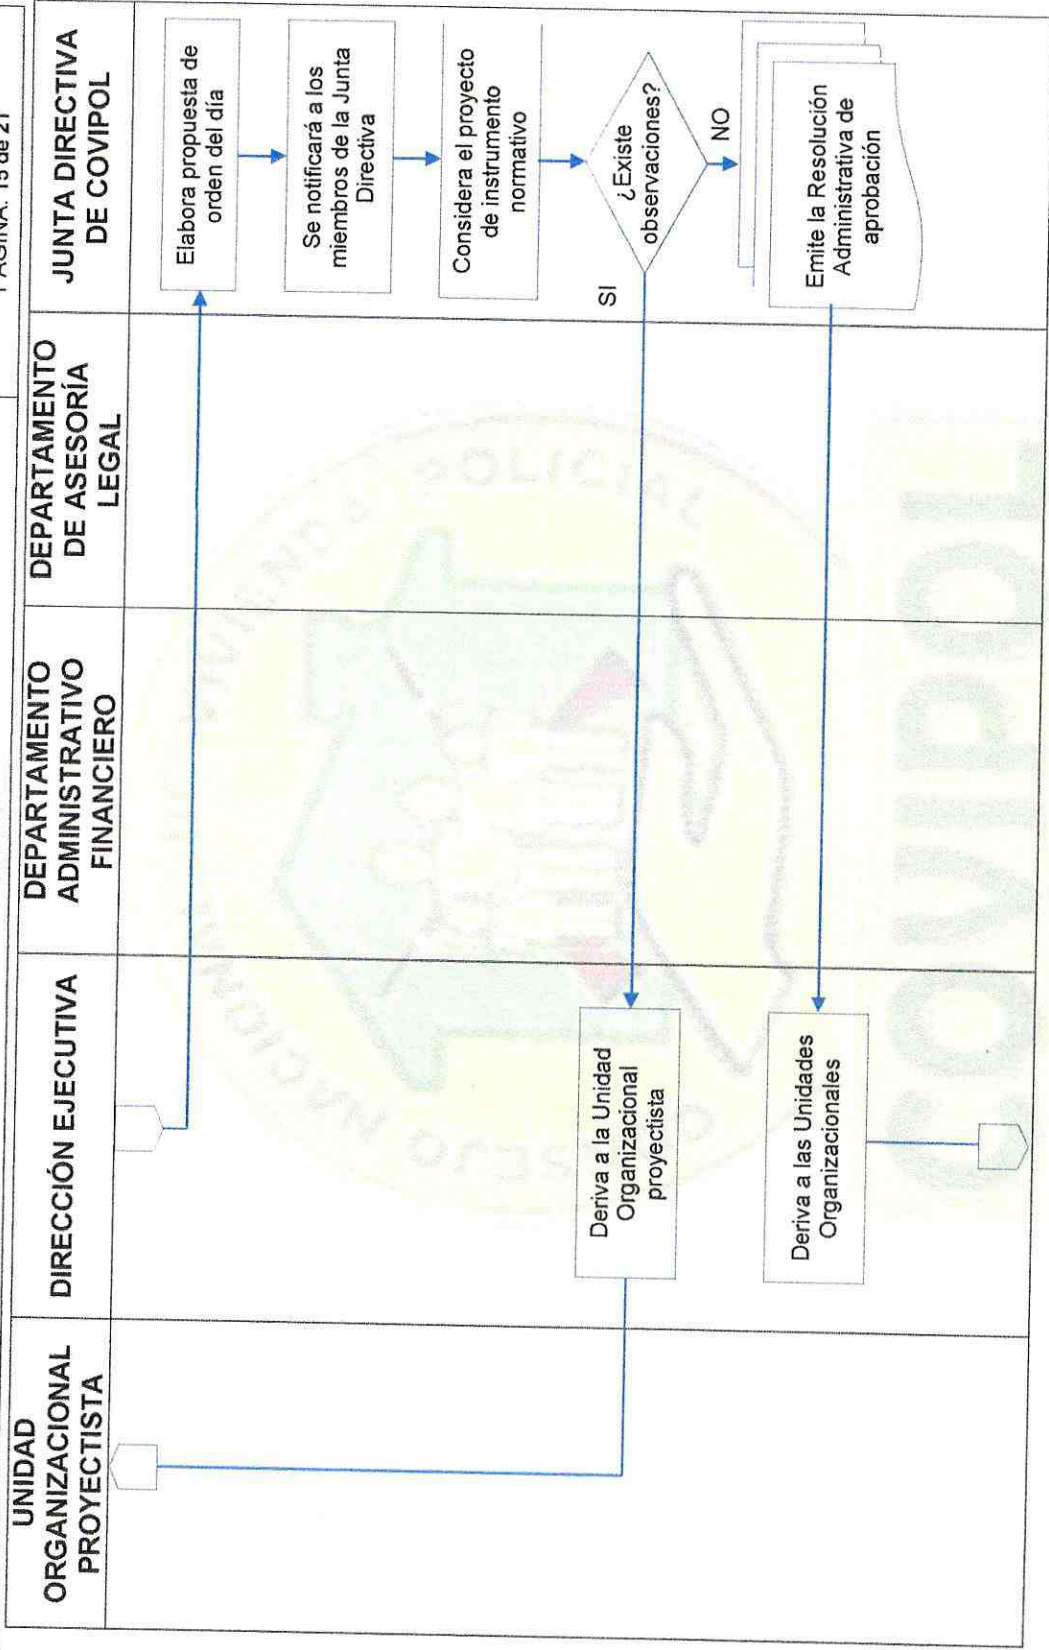 PÁGINA: 15 de 21
UNIDAD
ORGANIZACIONAL
PROYECTISTA
DIRECCIÓN EJECUTIVA
DEPARTAMENTO
ADMINISTRATIVO
FINANCIERO
DEPARTAMENTO
DE ASESORÍA
LEGAL
JUNTA DIRECTIVA
DE COVIPOL
Elabora propuesta de
orden del día
Se notificará a los
miembros de la Junta
Directiva
Considera el proyecto
de instrumento
normativo
¿Existe
observaciones?
SI
NO
Deriva a la Unidad
Organizacional
proyectista
Emite la Resolución
Administrativa de
aprobación
Deriva a las Unidades
Organizacionales
COVIPOL